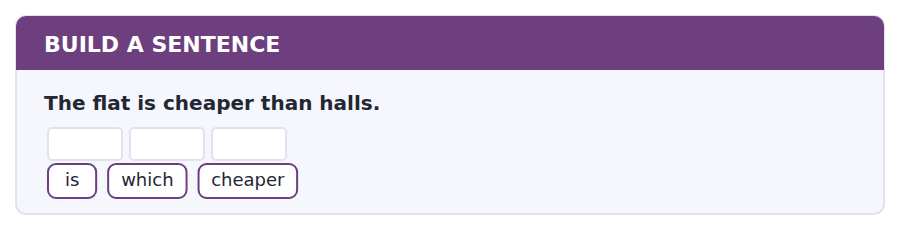 BUILD A SENTENCE
The flat is cheaper than halls.
is which cheaper